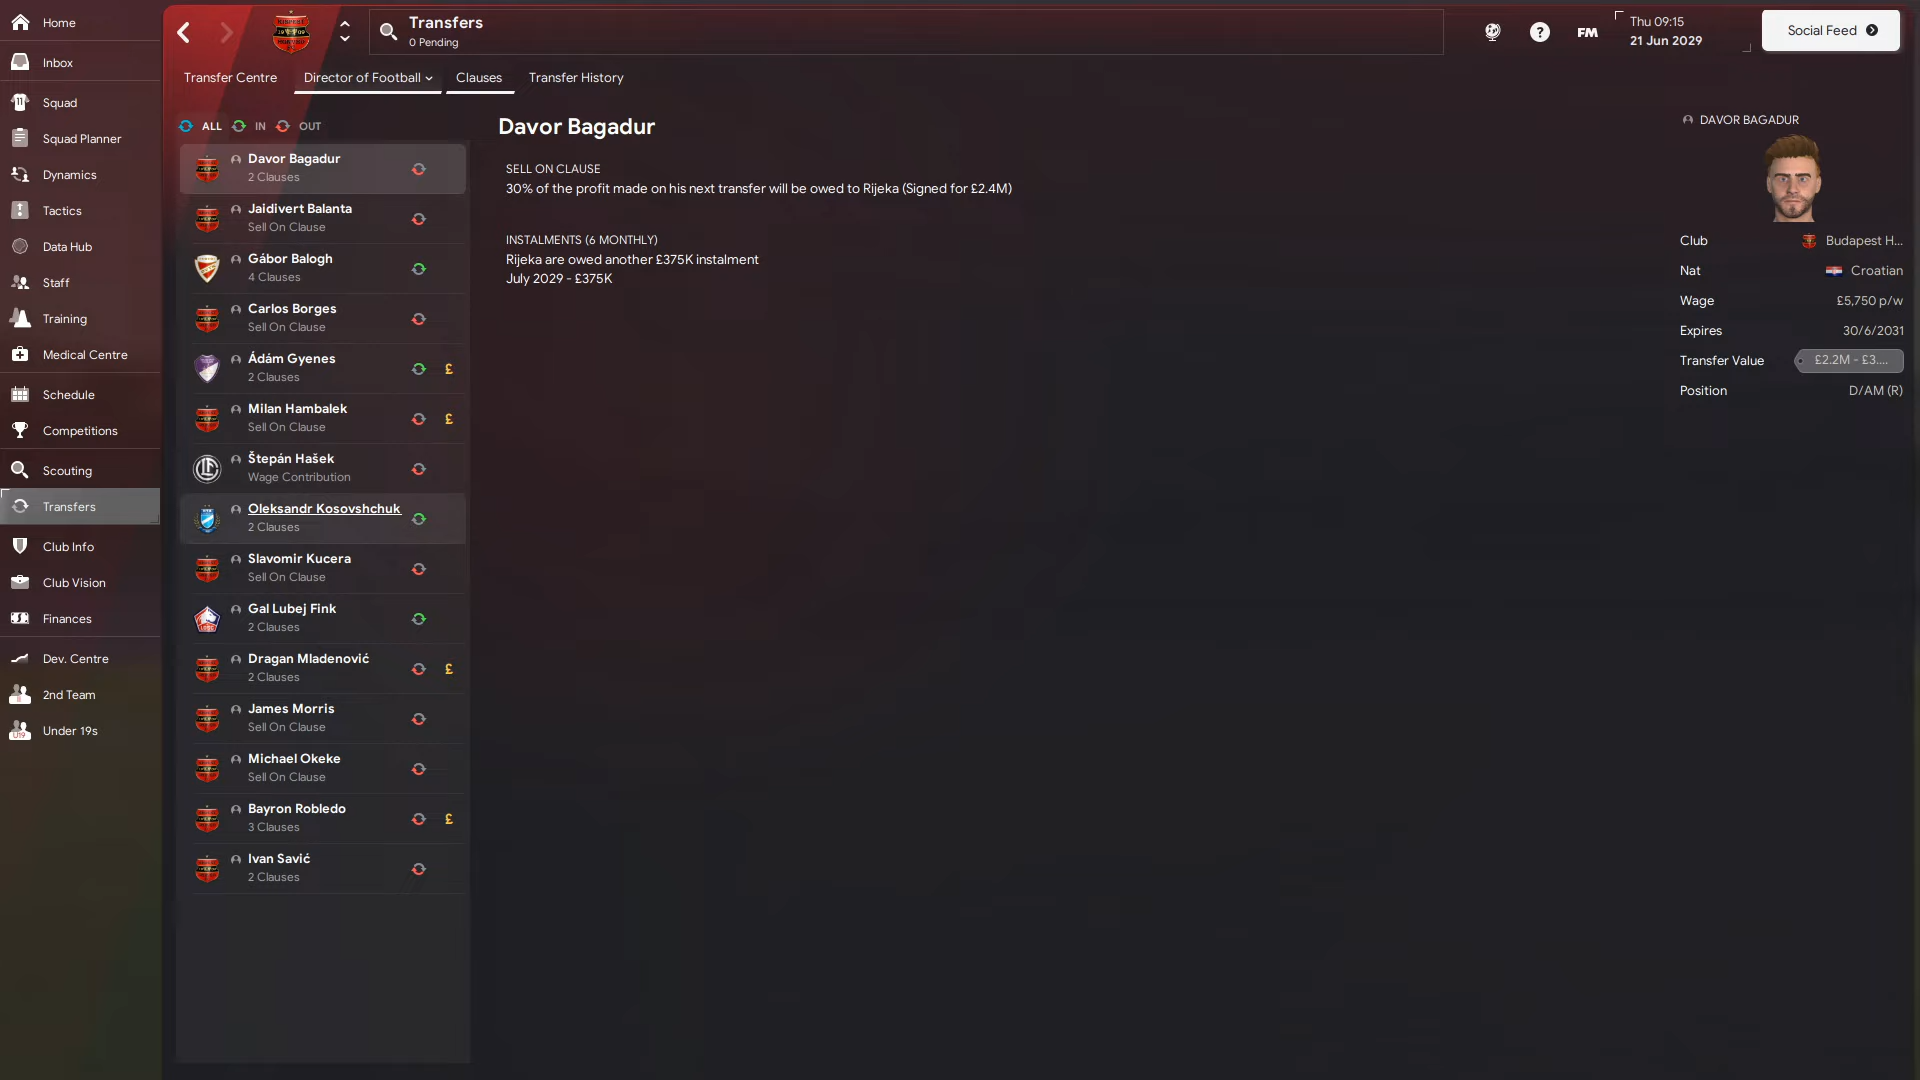 Home
Inbox
Squad
Squad Planner
Dynamics
Tactics
Data Hub
Staff
Training
Medical Centre
Schedule
Competitions
Scouting
Transfers
Club Info
Club Vision
Finances
Dev. Centre
2nd Team
Under 19s
Transfers
0 Pending
FM
Thu 09:15
21 Jun 2029
Social Feed
Transfer Centre
Director of Football
Clauses
Transfer History
ALL
IN
OUT
Davor Bagadur
2 Clauses
Jaidivert Balanta
Sell On Clause
Gábor Balogh
4 Clauses
Carlos Borges
Sell On Clause
Ádám Gyenes
2 Clauses
£
Milan Hambalek
Sell On Clause
£
Štepán Hašek
Wage Contribution
Oleksandr Kosovshchuk
2 Clauses
Slavomir Kucera
Sell On Clause
Gal Lubej Fink
2 Clauses
Dragan Mladenović
2 Clauses
£
James Morris
Sell On Clause
Michael Okeke
Sell On Clause
Bayron Robledo
3 Clauses
£
Ivan Savić
2 Clauses
Davor Bagadur
SELL ON CLAUSE
30% of the profit made on his next transfer will be owed to Rijeka (Signed for £2.4M)
INSTALMENTS (6 MONTHLY)
Rijeka are owed another £375K instalment
July 2029 - £375K
DAVOR BAGADUR
Club Budapest H...
Nat Croatian
Wage £5,750 p/w
Expires 30/6/2031
Transfer Value £2.2M - £3....
Position D/AM (R)